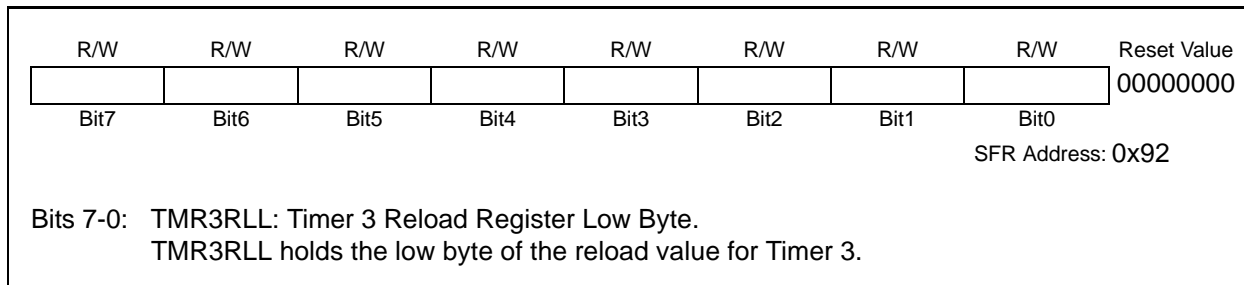 R/W R/W R/W R/W R/W R/W R/W R/W Reset Value
00000000
Bit7 Bit6 Bit5 Bit4 Bit3 Bit2 Bit1 Bit0
SFR Address: 0x92
Bits 7-0: TMR3RLL: Timer 3 Reload Register Low Byte.
TMR3RLL holds the low byte of the reload value for Timer 3.